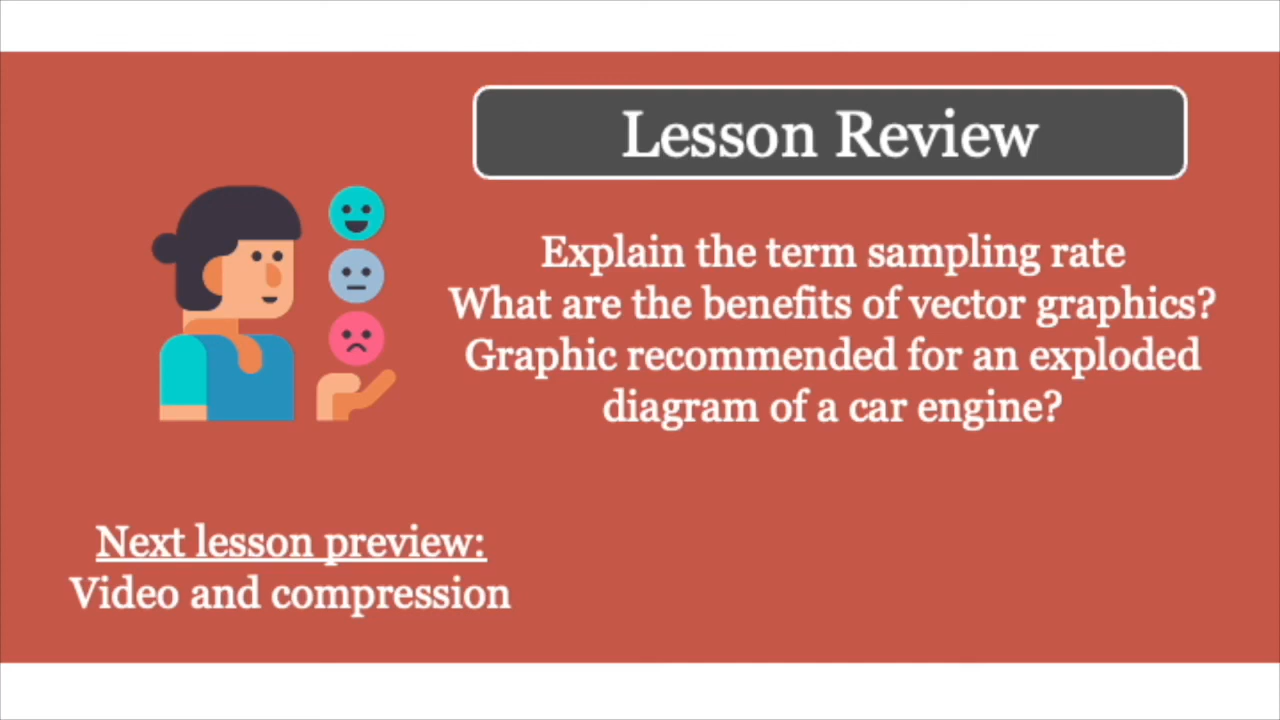 Lesson Review
Explain the term sampling rate
What are the benefits of vector graphics?
Graphic recommended for an exploded
diagram of a car engine?
Next lesson preview:
Video and compression